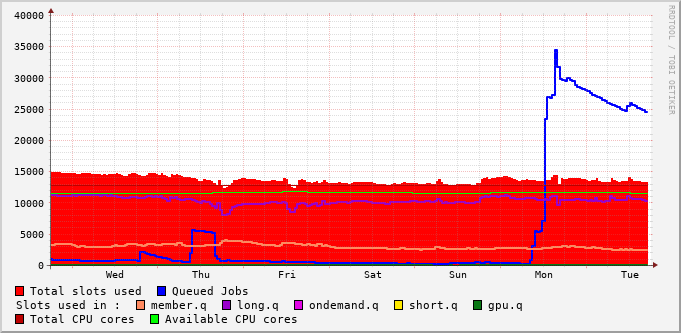 40000
35000
30000
25000
20000
15000
10000
5000
0
Wed Thu Fri Sat Sun Mon Tue
RRDTOOL / TOBI OETIKER
Total slots used Queued Jobs
Slots used in : member.q long.q ondemand.q short.q gpu.q
Total CPU cores Available CPU cores